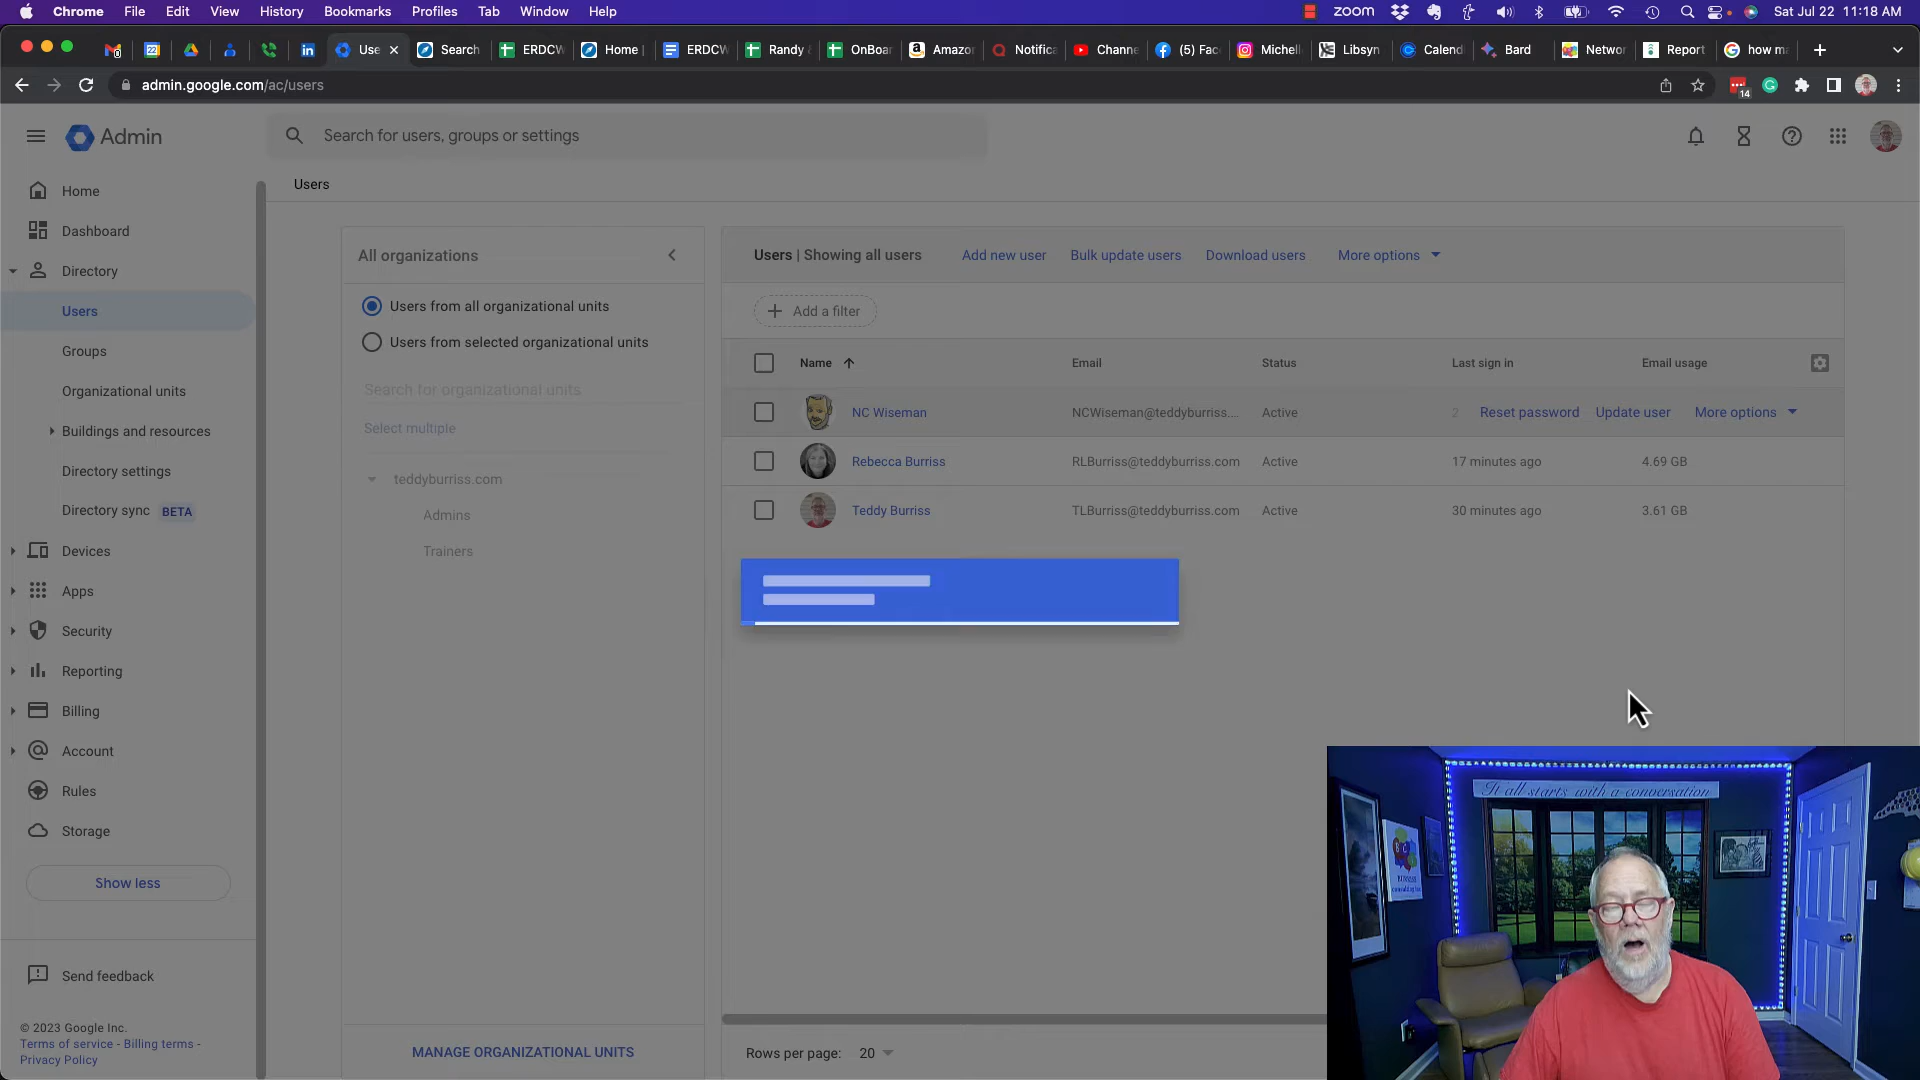 Chrome File Edit View History Bookmarks Profiles Tab Window Help
zoom Sat Jul 22 11:18 AM
0 22 in Use Search ERDCW Home ERDCW Randy OnBoar Amazo Notifica Channe (5) Fac Michell Libsyn Calend Bard Networ Report how m
admin.google.com/ac/users
14
Admin
Search for users, groups or settings
Home
Dashboard
Directory
Users
Groups
Organizational units
Buildings and resources
Directory settings
Directory sync BETA
Devices
Apps
Security
Reporting
Billing
Account
Rules
Storage
Show less
Send feedback
© 2023 Google Inc.
Terms of service - Billing terms -
Privacy Policy
Users
All organizations
Users from all organizational units
Users from selected organizational units
Search for organizational units
Select multiple
teddyburriss.com
Admins
Trainers
MANAGE ORGANIZATIONAL UNITS
Users | Showing all users Add new user Bulk update users Download users More options
Add a filter
Name Email Status Last sign in Email usage
NC Wiseman NCWiseman@teddyburriss.... Active 2 Reset password Update user More options
Rebecca Burriss RLBurriss@teddyburriss.com Active 17 minutes ago 4.69 GB
Teddy Burriss TLBurriss@teddyburriss.com Active 30 minutes ago 3.61 GB
Rows per page: 20
It all starts with a conversation